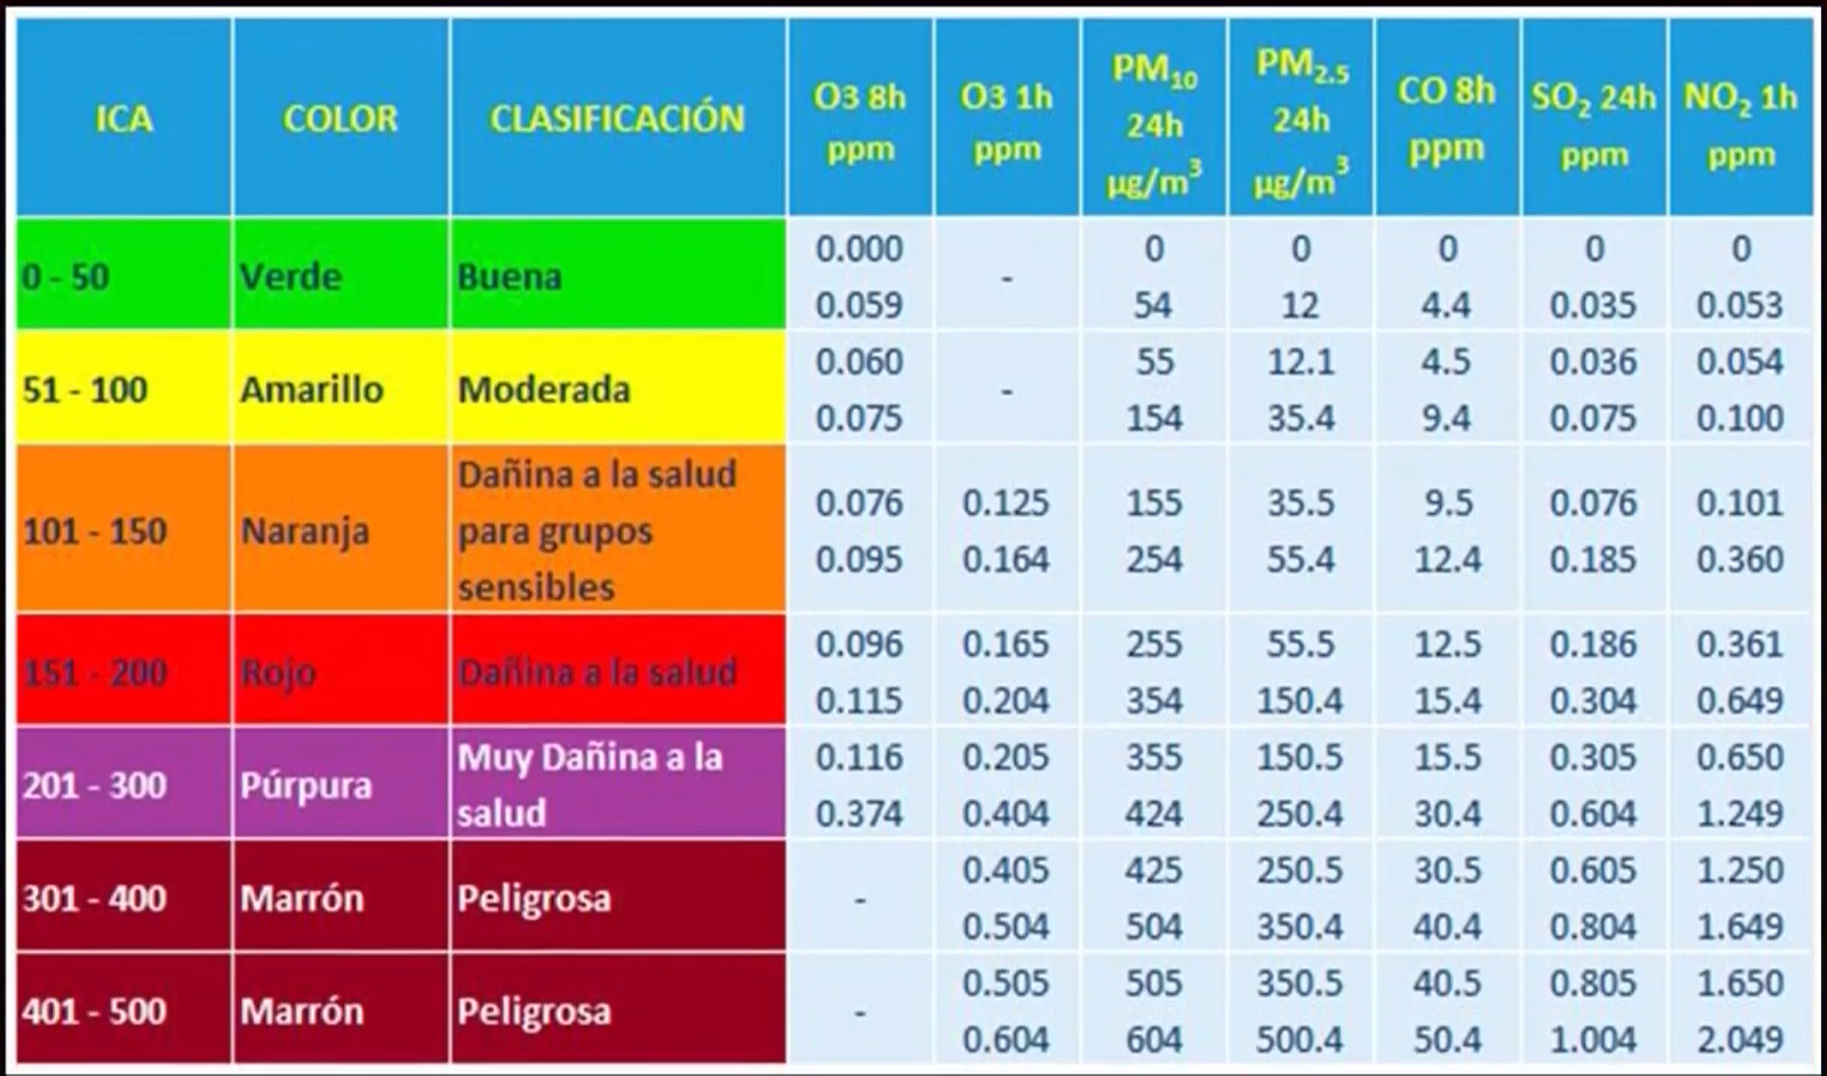 ICA COLOR CLASIFICACIÓN O3 8h ppm O3 1h ppm PM10 24h µg/m3 PM2.5 24h µg/m3 CO 8h ppm SO2 24h ppm NO2 1h ppm
0 - 50 Verde Buena 0.000 0.059 - 0 54 0 12 0 4.4 0 0.035 0 0.053
51 - 100 Amarillo Moderada 0.060 0.075 - 55 154 12.1 35.4 4.5 9.4 0.036 0.075 0.054 0.100
101 - 150 Naranja Dañina a la salud para grupos sensibles 0.076 0.095 0.125 0.164 155 254 35.5 55.4 9.5 12.4 0.076 0.185 0.101 0.360
151 - 200 Rojo Dañina a la salud 0.096 0.115 0.165 0.204 255 354 55.5 150.4 12.5 15.4 0.186 0.304 0.361 0.649
201 - 300 Púrpura Muy Dañina a la salud 0.116 0.374 0.205 0.404 355 424 150.5 250.4 15.5 30.4 0.305 0.604 0.650 1.249
301 - 400 Marrón Peligrosa - 0.405 0.504 425 504 250.5 350.4 30.5 40.4 0.605 0.804 1.250 1.649
401 - 500 Marrón Peligrosa - 0.505 0.604 505 604 350.5 500.4 40.5 50.4 0.805 1.004 1.650 2.049